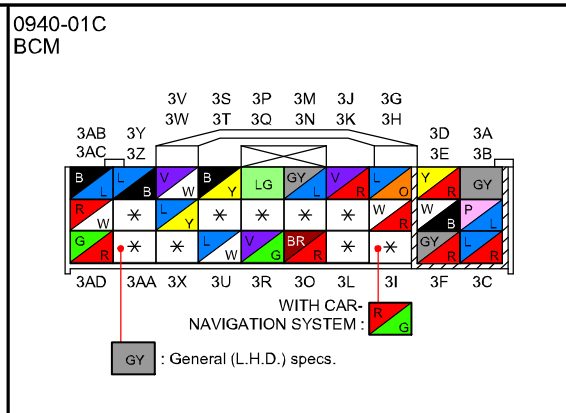 0940-01C
BCM
3V 3S 3P 3M 3J 3G
3W 3T 3Q 3N 3K 3H
3AB 3Y 3D 3A
3AC 3Z 3E 3B
B L L B V W B Y LG GY L V R L O Y R GY
R W * L Y * * * * W R W B P L
G R * * L W V G BR R * * GY R L R
3AD 3AA 3X 3U 3R 3O 3L 3I 3F 3C
WITH CAR-
NAVIGATION SYSTEM : R G
GY : General (L.H.D.) specs.